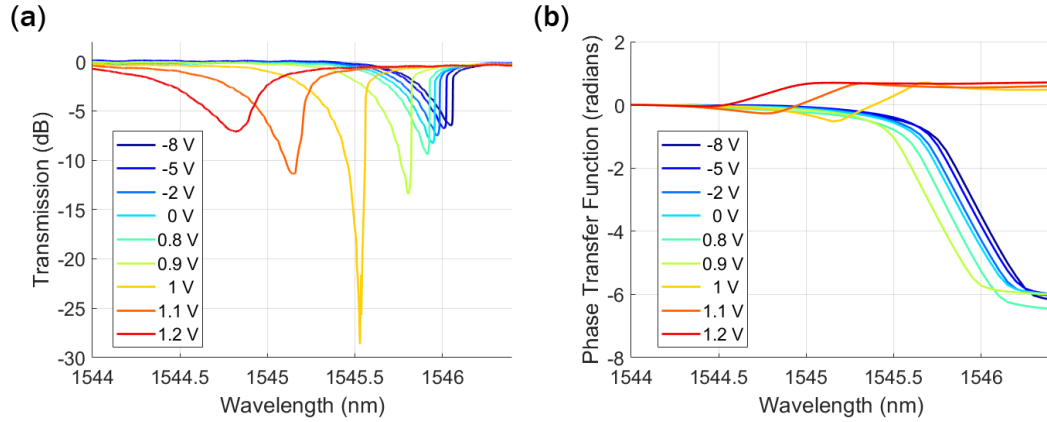 (a)
Transmission (dB)
0
-5
-10
-15
-20
-25
-30
-8 V
-5 V
-2 V
0 V
0.8 V
0.9 V
1 V
1.1 V
1.2 V
1544 1544.5 1545 1545.5 1546
Wavelength (nm)
(b)
Phase Transfer Function (radians)
2
0
-2
-4
-6
-8
-8 V
-5 V
-2 V
0 V
0.8 V
0.9 V
1 V
1.1 V
1.2 V
1544 1544.5 1545 1545.5 1546
Wavelength (nm)